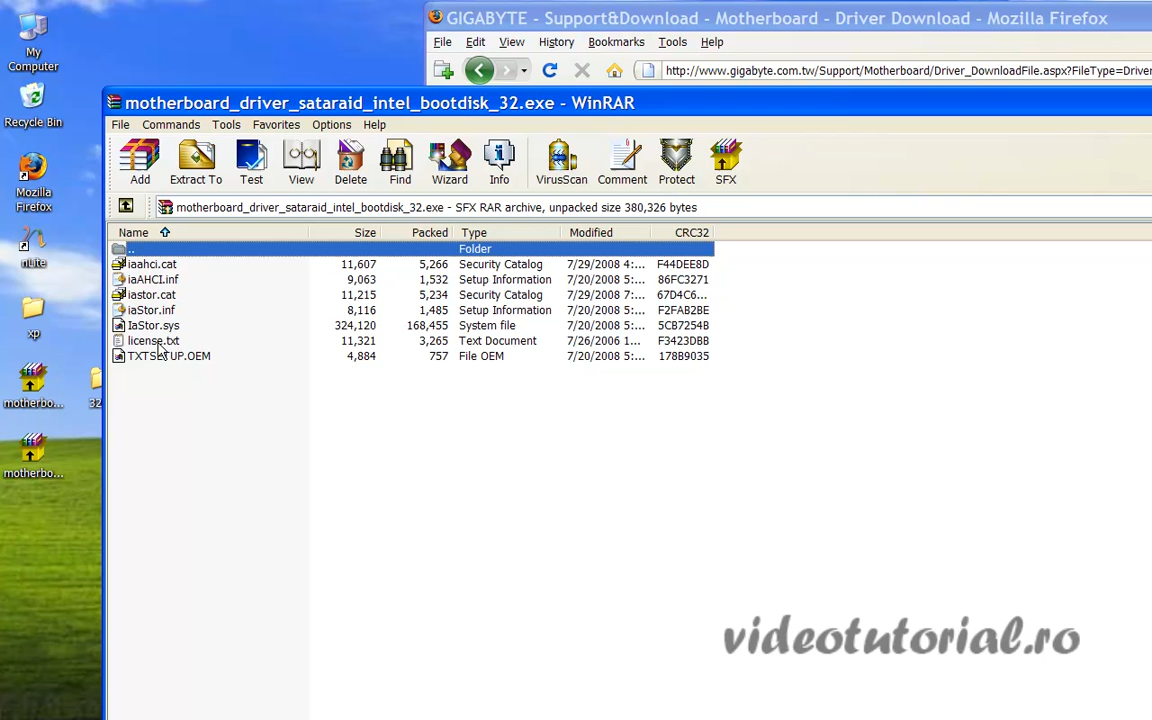 My Computer
Recycle Bin
Mozilla Firefox
nLite
xp
motherbo...
32
motherbo...
GIGABYTE - Support&Download - Motherboard - Driver Download - Mozilla Firefox
File Edit View History Bookmarks Tools Help
http://www.gigabyte.com.tw/Support/Motherboard/Driver_DownloadFile.aspx?FileType=Driver
motherboard_driver_sataraid_intel_bootdisk_32.exe - WinRAR
File Commands Tools Favorites Options Help
Add Extract To Test View Delete Find Wizard Info VirusScan Comment Protect SFX
motherboard_driver_sataraid_intel_bootdisk_32.exe - SFX RAR archive, unpacked size 380,326 bytes
Name Size Packed Type Modified CRC32
.. Folder
iaahci.cat 11,607 5,266 Security Catalog 7/29/2008 4:... F44DEE8D
iaAHCI.inf 9,063 1,532 Setup Information 7/20/2008 5:... 86FC3271
iastor.cat 11,215 5,234 Security Catalog 7/29/2008 7:... 67D4C6...
iaStor.inf 8,116 1,485 Setup Information 7/20/2008 5:... F2FAB2BE
IaStor.sys 324,120 168,455 System file 7/20/2008 5:... 5CB7254B
license.txt 11,321 3,265 Text Document 7/26/2006 1... F3423DBB
TXTSETUP.OEM 4,884 757 File OEM 7/20/2008 5:... 178B9035
videotutorial.ro